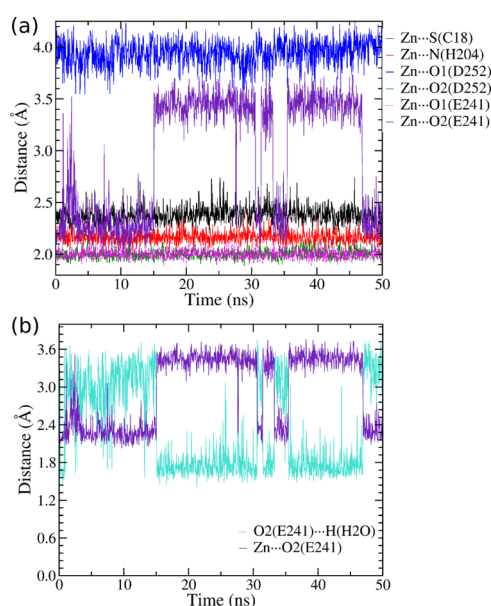 (a)
4.0
3.5
3.0
2.5
2.0
Distance (Å)
0 10 20 30 40 50
Time (ns)
Zn···S(C18)
Zn···N(H204)
Zn···O1(D252)
Zn···O2(D252)
Zn···O1(E241)
Zn···O2(E241)
(b)
3.6
3.0
2.4
1.8
1.2
0.6
0.0
Distance (Å)
O2(E241)···H(H2O)
Zn···O2(E241)
0 10 20 30 40 50
Time (ns)